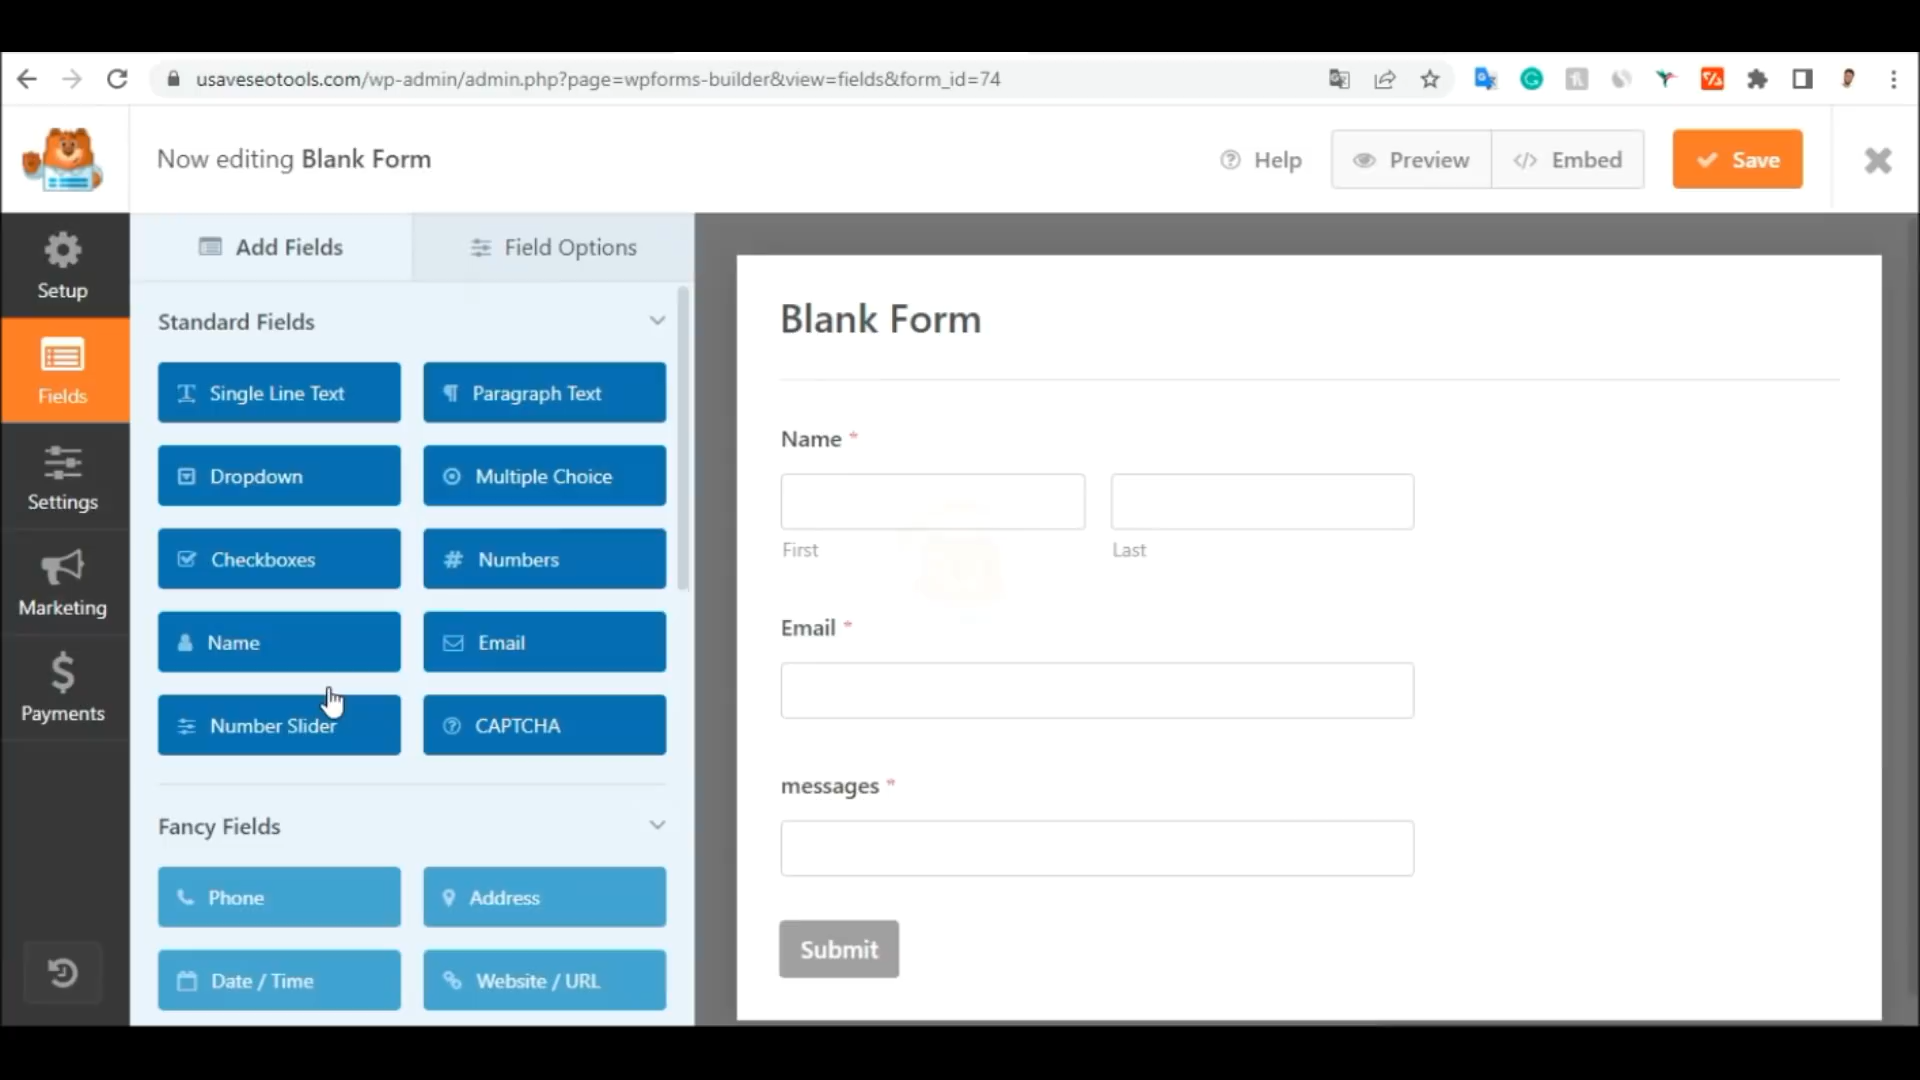 usaveseotools.com/wp-admin/admin.php?page=wpforms-builder&view=fields&form_id=74
Now editing Blank Form
Help
Preview
Embed
Save
Setup
Fields
Settings
Marketing
Payments
Add Fields
Field Options
Standard Fields
Single Line Text
Paragraph Text
Dropdown
Multiple Choice
Checkboxes
Numbers
Name
Email
Number Slider
CAPTCHA
Fancy Fields
Phone
Address
Date / Time
Website / URL
Blank Form
Name *
First
Last
Email *
messages *
Submit